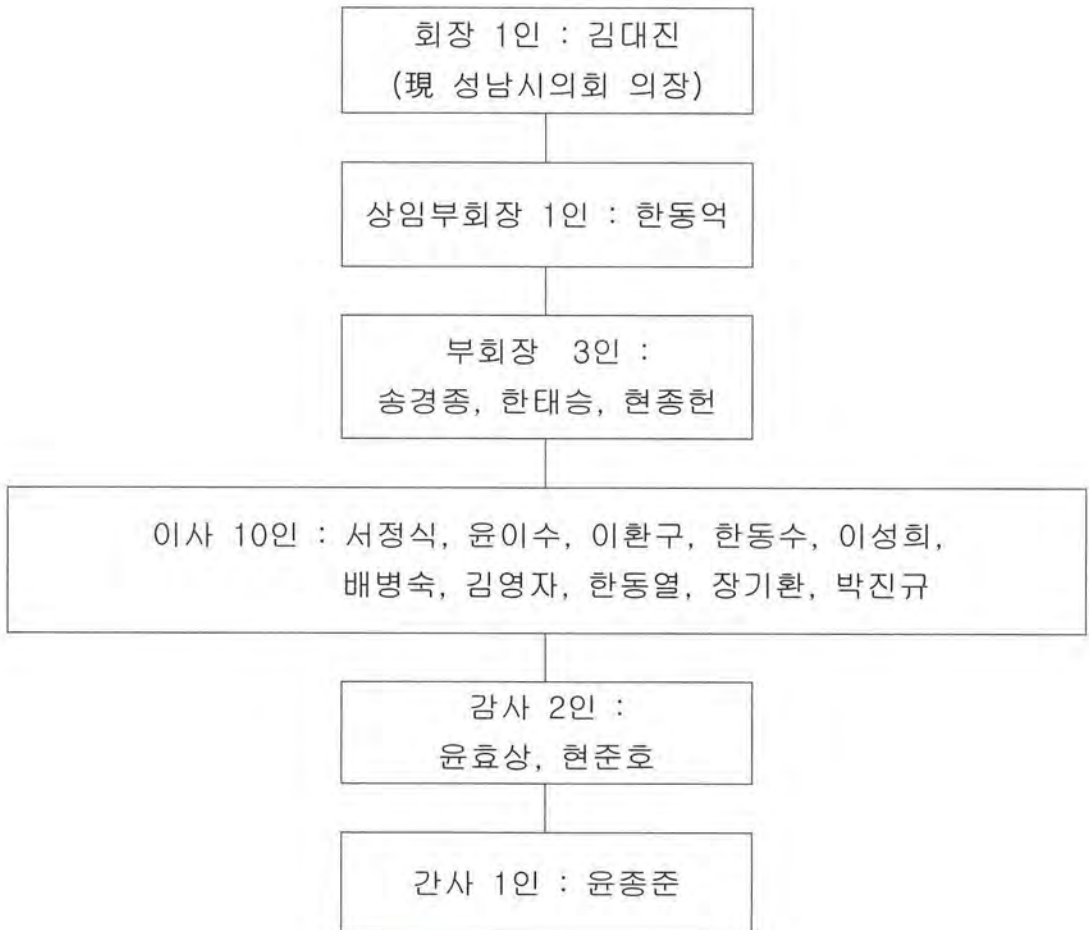 회장 1인 : 김대진
(現 성남시의회 의장)
상임부회장 1인 : 한동억
부회장 3인 :
송경종, 한태승, 현종헌
이사 10인 : 서정식, 윤이수, 이환구, 한동수, 이성희,
배병숙, 김영자, 한동열, 장기환, 박진규
감사 2인 :
윤효상, 현준호
간사 1인 : 윤종준